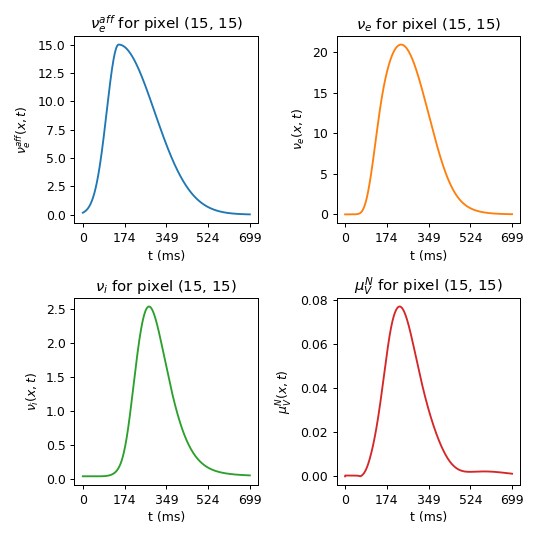 ν_e^{aff} for pixel (15, 15)
ν_e^{aff}(x, t)
15.0
12.5
10.0
7.5
5.0
2.5
0.0
0 174 349 524 699
t (ms)
ν_e for pixel (15, 15)
ν_e(x, t)
20
15
10
5
0
0 174 349 524 699
t (ms)
ν_i for pixel (15, 15)
ν_i(x, t)
2.5
2.0
1.5
1.0
0.5
0.0
0 174 349 524 699
t (ms)
μ_V^N for pixel (15, 15)
μ_V^N(x, t)
0.08
0.06
0.04
0.02
0.00
0 174 349 524 699
t (ms)